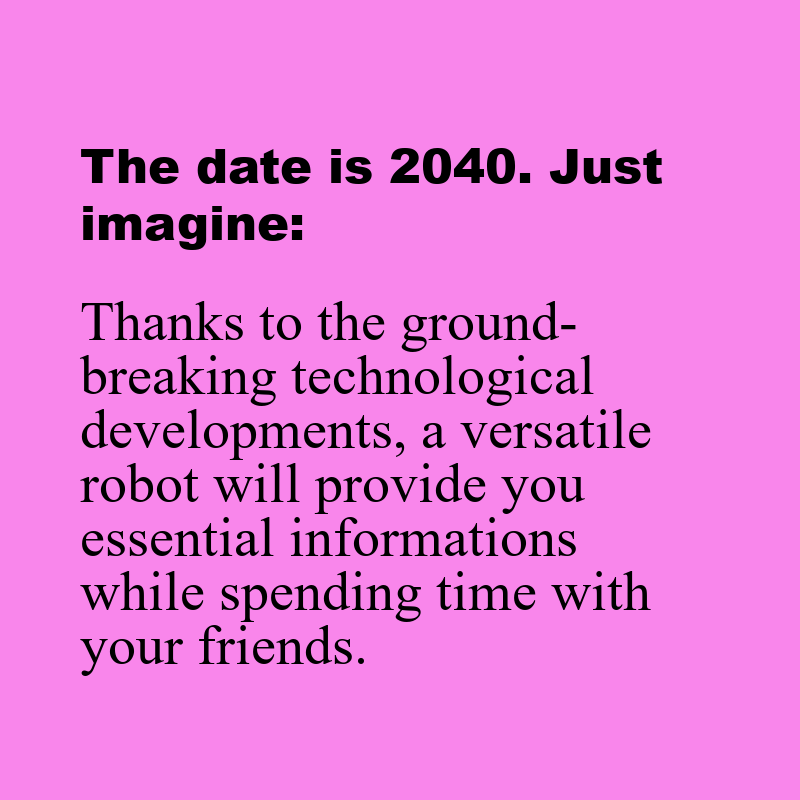 The date is 2040. Just
imagine:
Thanks to the ground-
breaking technological
developments, a versatile
robot will provide you
essential informations
while spending time with
your friends.